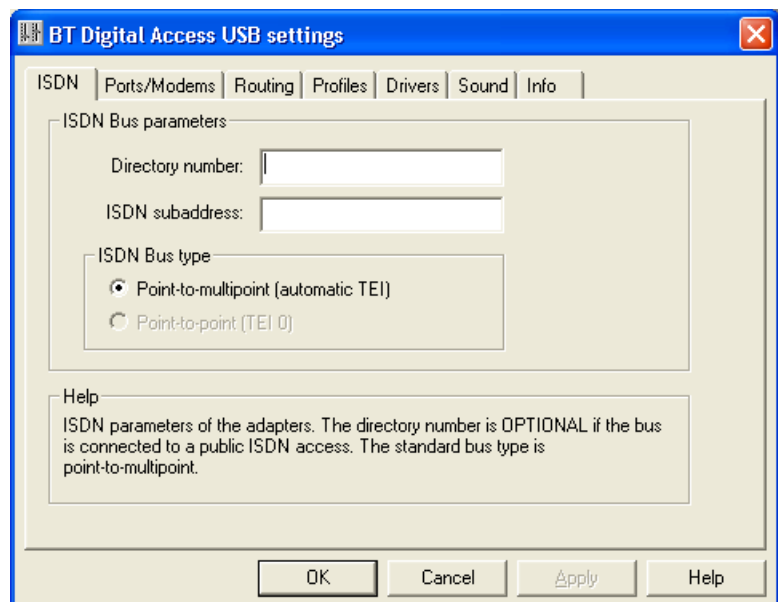 BT Digital Access USB settings
ISDN Ports/Modems Routing Profiles Drivers Sound Info
ISDN Bus parameters
Directory number:
ISDN subaddress:
ISDN Bus type
Point-to-multipoint (automatic TEI)
Point-to-point (TEI 0)
Help
ISDN parameters of the adapters. The directory number is OPTIONAL if the bus
is connected to a public ISDN access. The standard bus type is
point-to-multipoint.
OK Cancel Apply Help